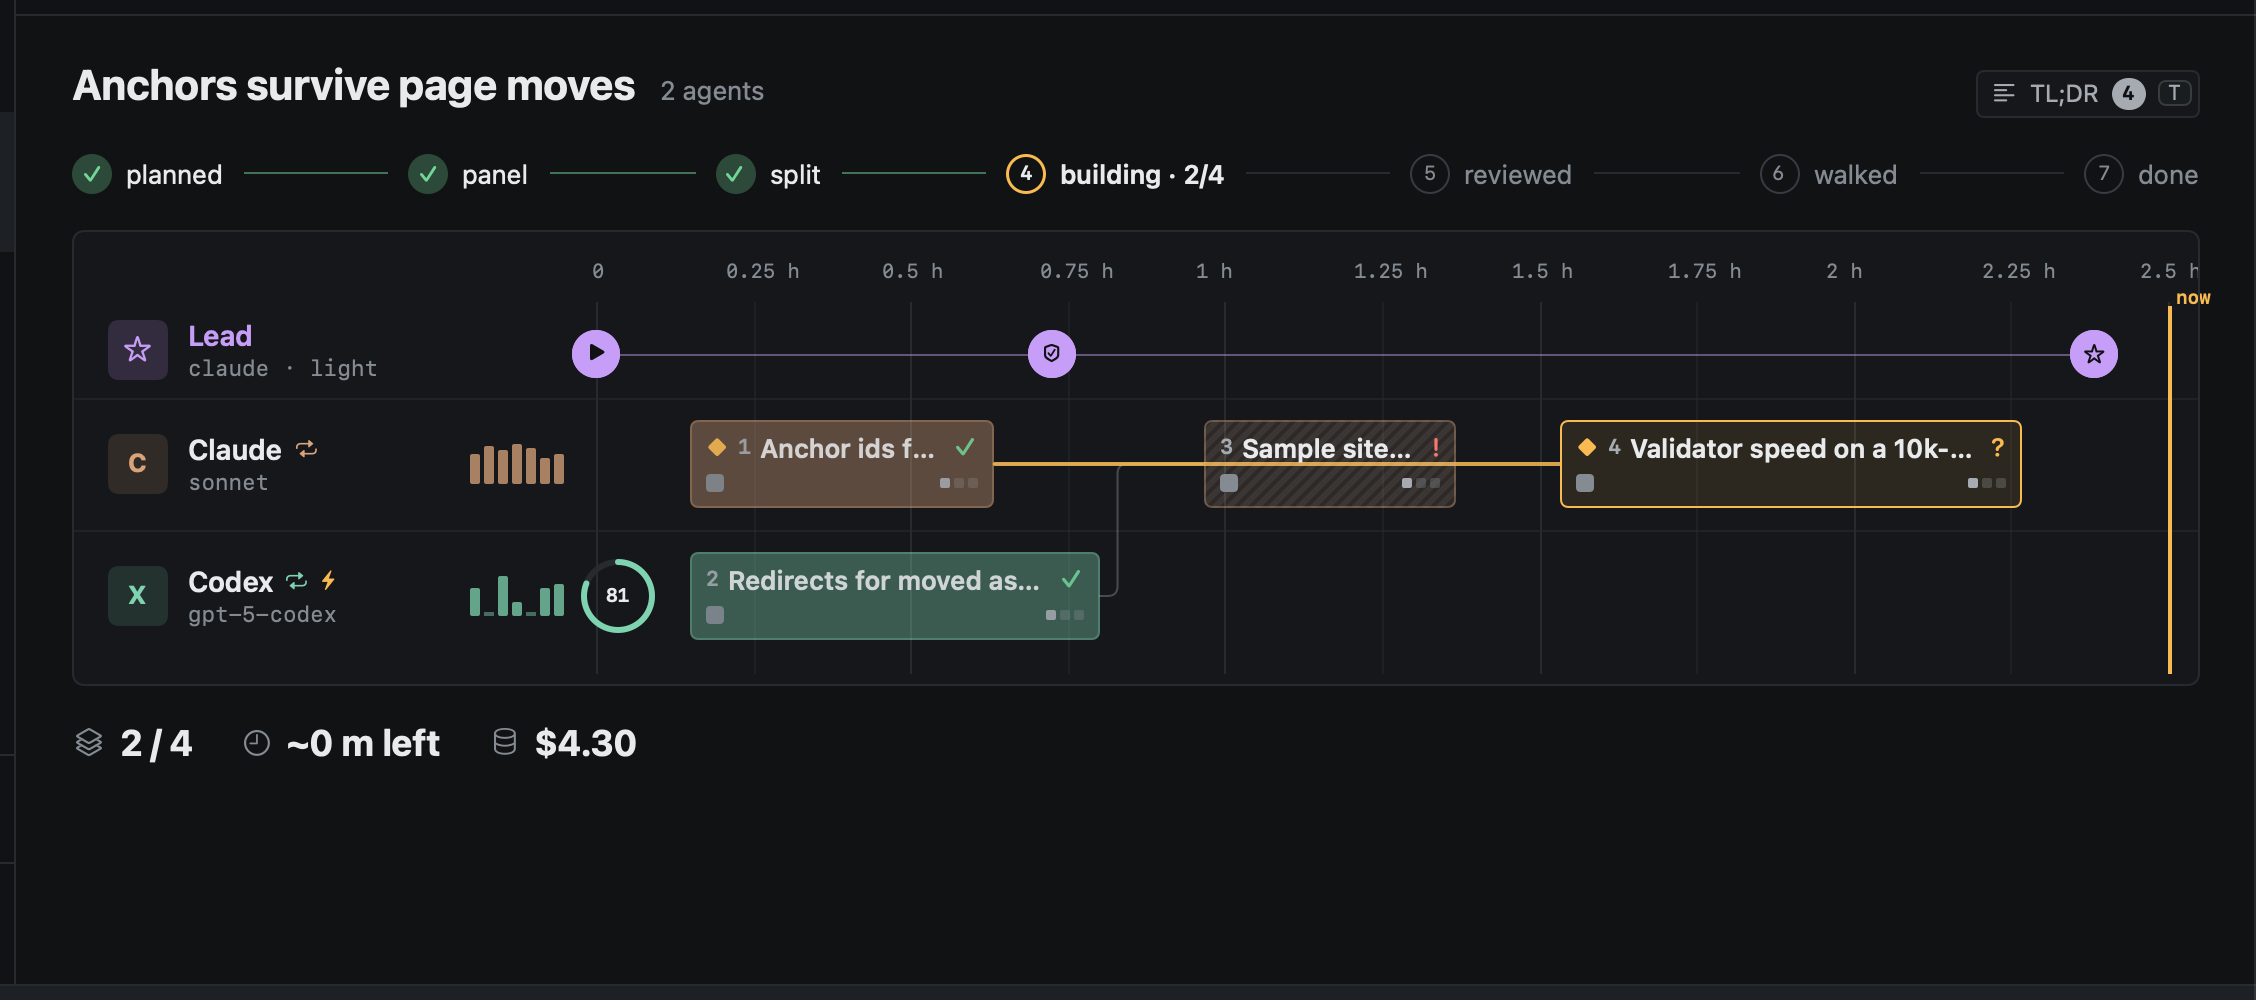 Anchors survive page moves 2 agents
TL;DR 4 T
planned panel split 4 building · 2/4 5 reviewed 6 walked 7 done
0 0.25 h 0.5 h 0.75 h 1 h 1.25 h 1.5 h 1.75 h 2 h 2.25 h 2.5 h
now
Lead
claude · light
C Claude
sonnet
1 Anchor ids f...
3 Sample site... !
4 Validator speed on a 10k-... ?
X Codex
gpt-5-codex
81
2 Redirects for moved as...
2 / 4 ~0 m left $4.30